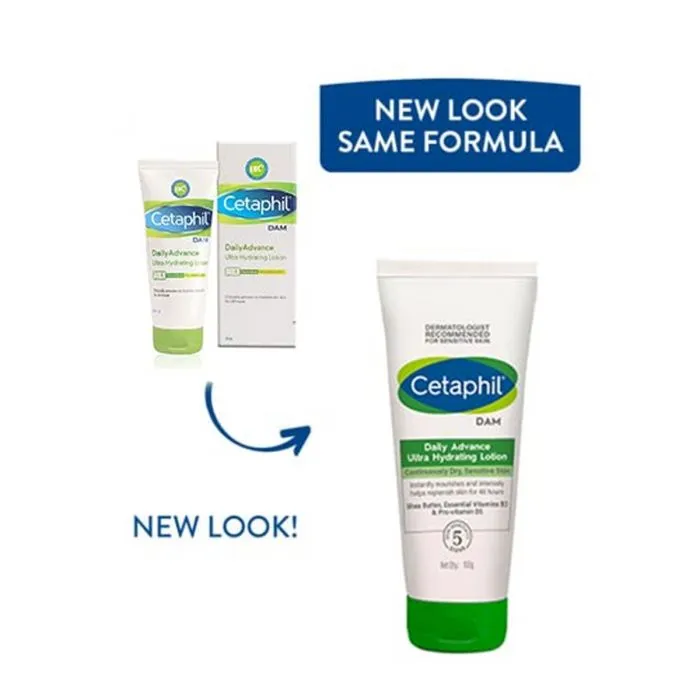 NEW LOOK
SAME FORMULA
Cetaphil
DAM
DailyAdvance
Ultra Hydrating Lotion
Cetaphil
DAM
DailyAdvance
Ultra Hydrating Lotion
NEW LOOK!
DERMATOLOGIST
RECOMMENDED
FOR SENSITIVE SKIN
Cetaphil
DAM
Daily Advance
Ultra Hydrating Lotion
Continuously Dry, Sensitive Skin
Instantly nourishes and intensely
helps replenish skin for 48 hours
Shea Butter, Essential Vitamins B3
& Pro-vitamin B5
5
100g